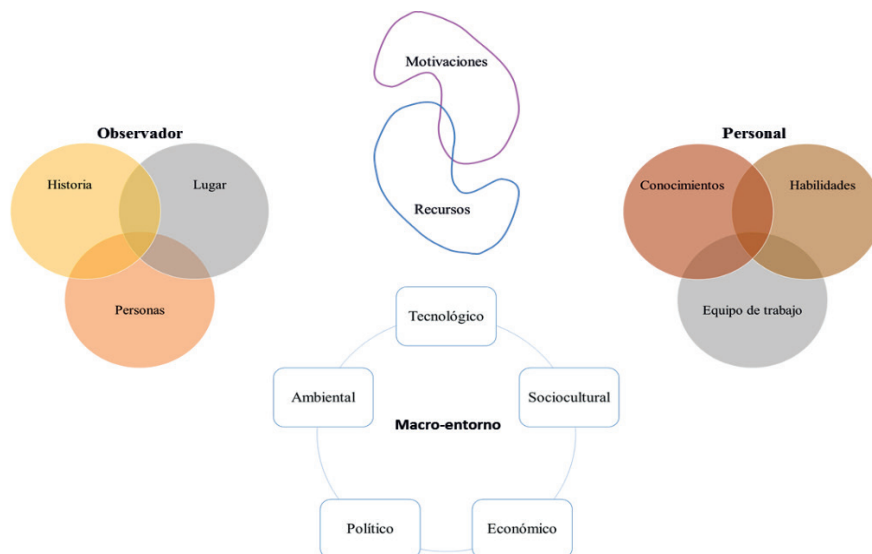 Motivaciones
Recursos
Observador
Historia
Lugar
Personas
Personal
Conocimientos
Habilidades
Equipo de trabajo
Tecnológico
Ambiental
Sociocultural
Macro-entorno
Político
Económico